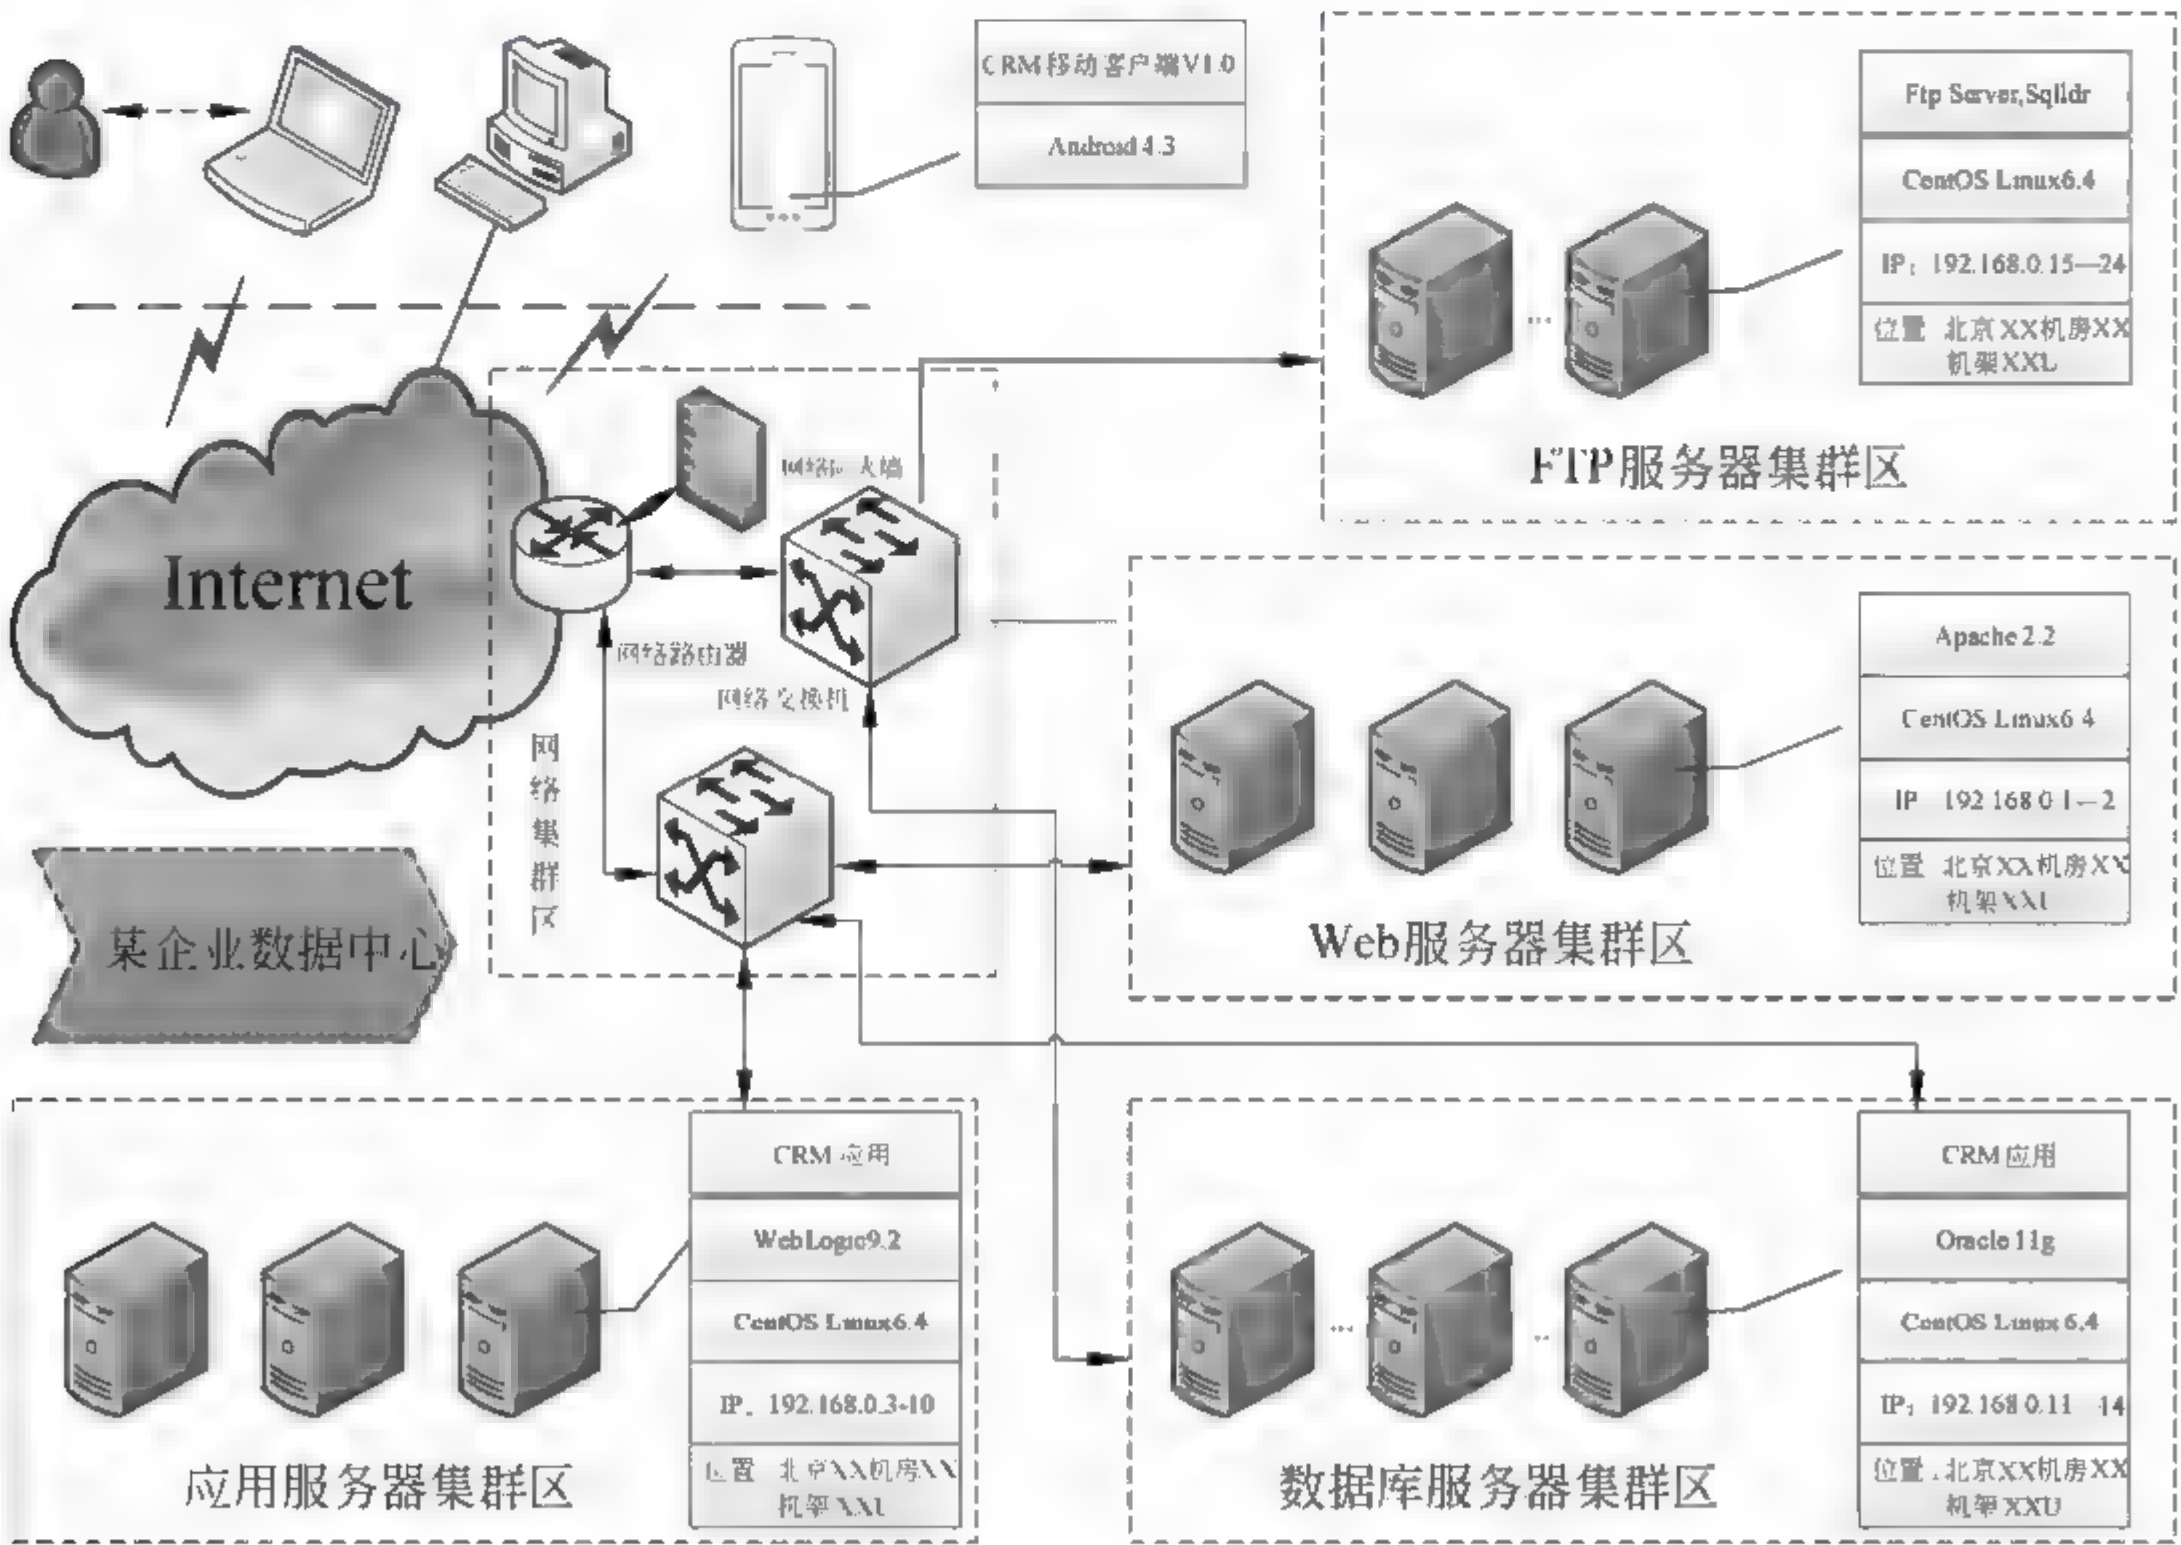 CRM移动客户端V1.0
Android 4.3
Ftp Server,Sqlldr
CentOS Linux6.4
IP: 192.168.0.15—24
位置 北京XX机房XX
机架XXL
FTP服务器集群区
网络 火墙
Internet
网络路由器
网络交换机
网络集群区
Apache 2.2
CentOS Linux6 4
IP 192 168 0 1—2
位置 北京XX机房XX
机架XX
Web服务器集群区
某企业数据中心
CRM 应用
WebLogic9.2
CentOS Linux6.4
IP. 192.168.0.3-10
位置 北京XX机房XX
机架XX
应用服务器集群区
CRM 应用
Oracle 11g
CentOS Linux 6.4
IP: 192.168 0.11 14
位置.北京XX机房XX
机架XXU
数据库服务器集群区